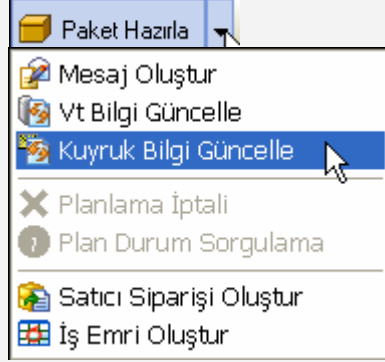 Paket Hazırla
Mesaj Oluştur
Vt Bilgi Güncelle
Kuyruk Bilgi Güncelle
Planlama İptali
Plan Durum Sorgulama
Satıcı Siparişi Oluştur
İş Emri Oluştur